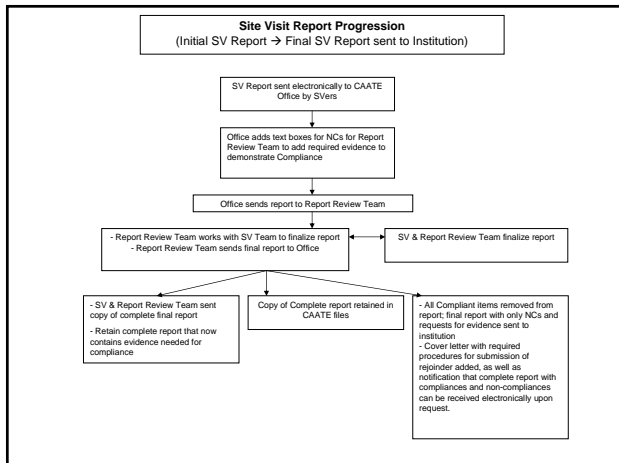 Site Visit Report Progression
(Initial SV Report → Final SV Report sent to Institution)
SV Report sent electronically to CAATE
Office by SVers
Office adds text boxes for NCs for Report
Review Team to add required evidence to
demonstrate Compliance
Office sends report to Report Review Team
- Report Review Team works with SV Team to finalize report
- Report Review Team sends final report to Office
SV & Report Review Team finalize report
- SV & Report Review Team sent
copy of complete final report
- Retain complete report that now
contains evidence needed for
compliance
Copy of Complete report retained in
CAATE files
- All Compliant items removed from
report; final report with only NCs and
requests for evidence sent to
institution
- Cover letter with required
procedures for submission of
rejoinder added, as well as
notification that complete report with
compliances and non-compliances
can be received electronically upon
request.